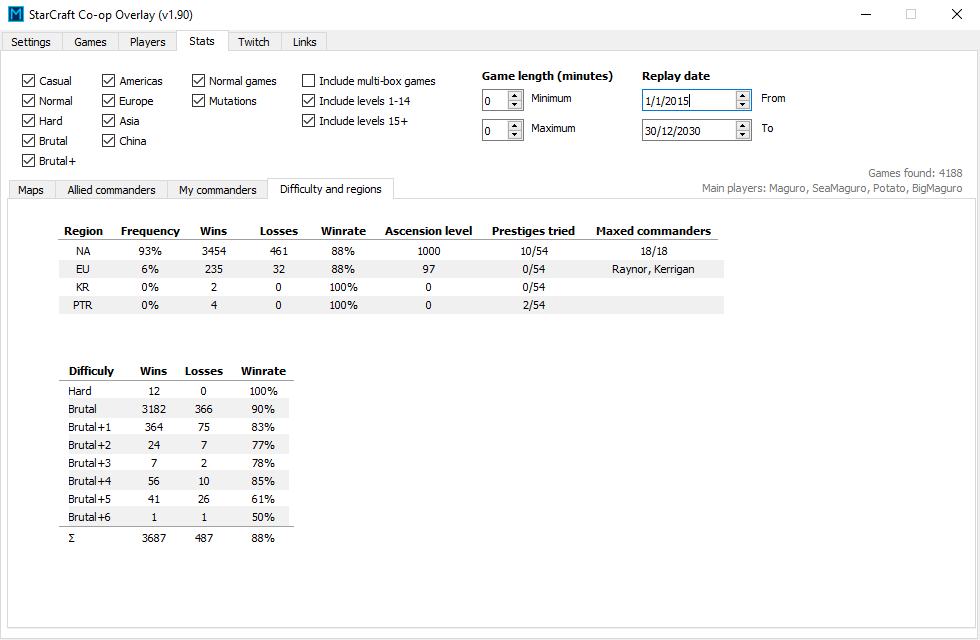 StarCraft Co-op Overlay (v1.90)
Settings Games Players Stats Twitch Links
Casual Americas Normal games Include multi-box games
Normal Europe Mutations Include levels 1-14
Hard Asia Include levels 15+
Brutal China
Brutal+
Game length (minutes) Replay date
0 Minimum 1/1/2015 From
0 Maximum 30/12/2030 To
Games found: 4188
Main players: Maguro, SeaMaguro, Potato, BigMaguro
Maps Allied commanders My commanders Difficulty and regions
Region Frequency Wins Losses Winrate Ascension level Prestiges tried Maxed commanders
NA 93% 3454 461 88% 1000 10/54 18/18
EU 6% 235 32 88% 97 0/54 Raynor, Kerrigan
KR 0% 2 0 100% 0 0/54
PTR 0% 4 0 100% 0 2/54
Difficuly Wins Losses Winrate
Hard 12 0 100%
Brutal 3182 366 90%
Brutal+1 364 75 83%
Brutal+2 24 7 77%
Brutal+3 7 2 78%
Brutal+4 56 10 85%
Brutal+5 41 26 61%
Brutal+6 1 1 50%
Σ 3687 487 88%